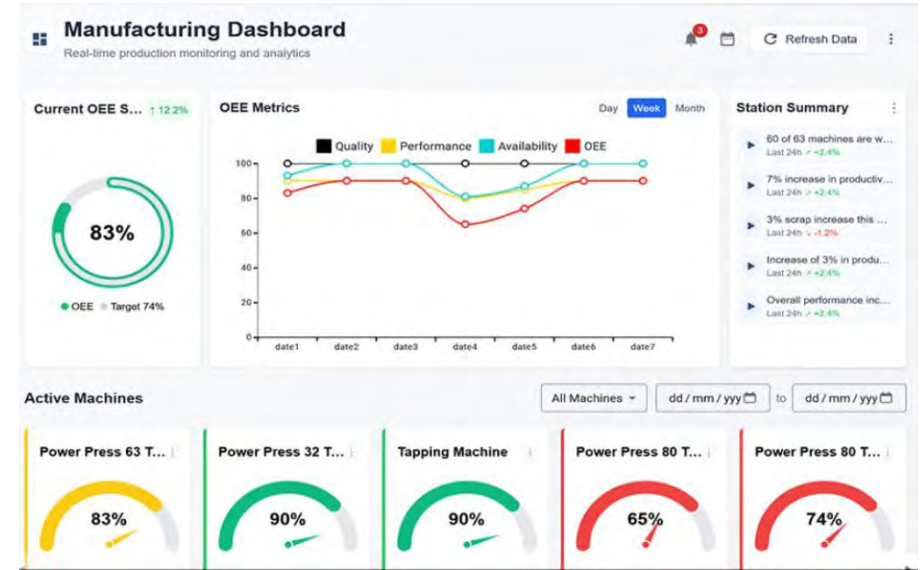 Manufacturing Dashboard
Real-time production monitoring and analytics
3
Refresh Data
Current OEE S... ↑ 12.2%
83%
OEE Target 74%
OEE Metrics
Day Week Month
Quality Performance Availability OEE
100
80
60
40
20
0
date1 date2 date3 date4 date5 date6 date7
Station Summary
60 of 63 machines are w...
Last 24h ↗ +2.4%
7% increase in productiv...
Last 24h ↗ +2.4%
3% scrap increase this ...
Last 24h ↘ -1.2%
Increase of 3% in produ...
Last 24h ↗ +2.4%
Overall performance inc...
Last 24h ↗ +2.4%
Active Machines
All Machines
dd / mm / yyy to dd / mm / yyy
Power Press 63 T...
83%
Power Press 32 T...
90%
Tapping Machine
90%
Power Press 80 T...
65%
Power Press 80 T...
74%